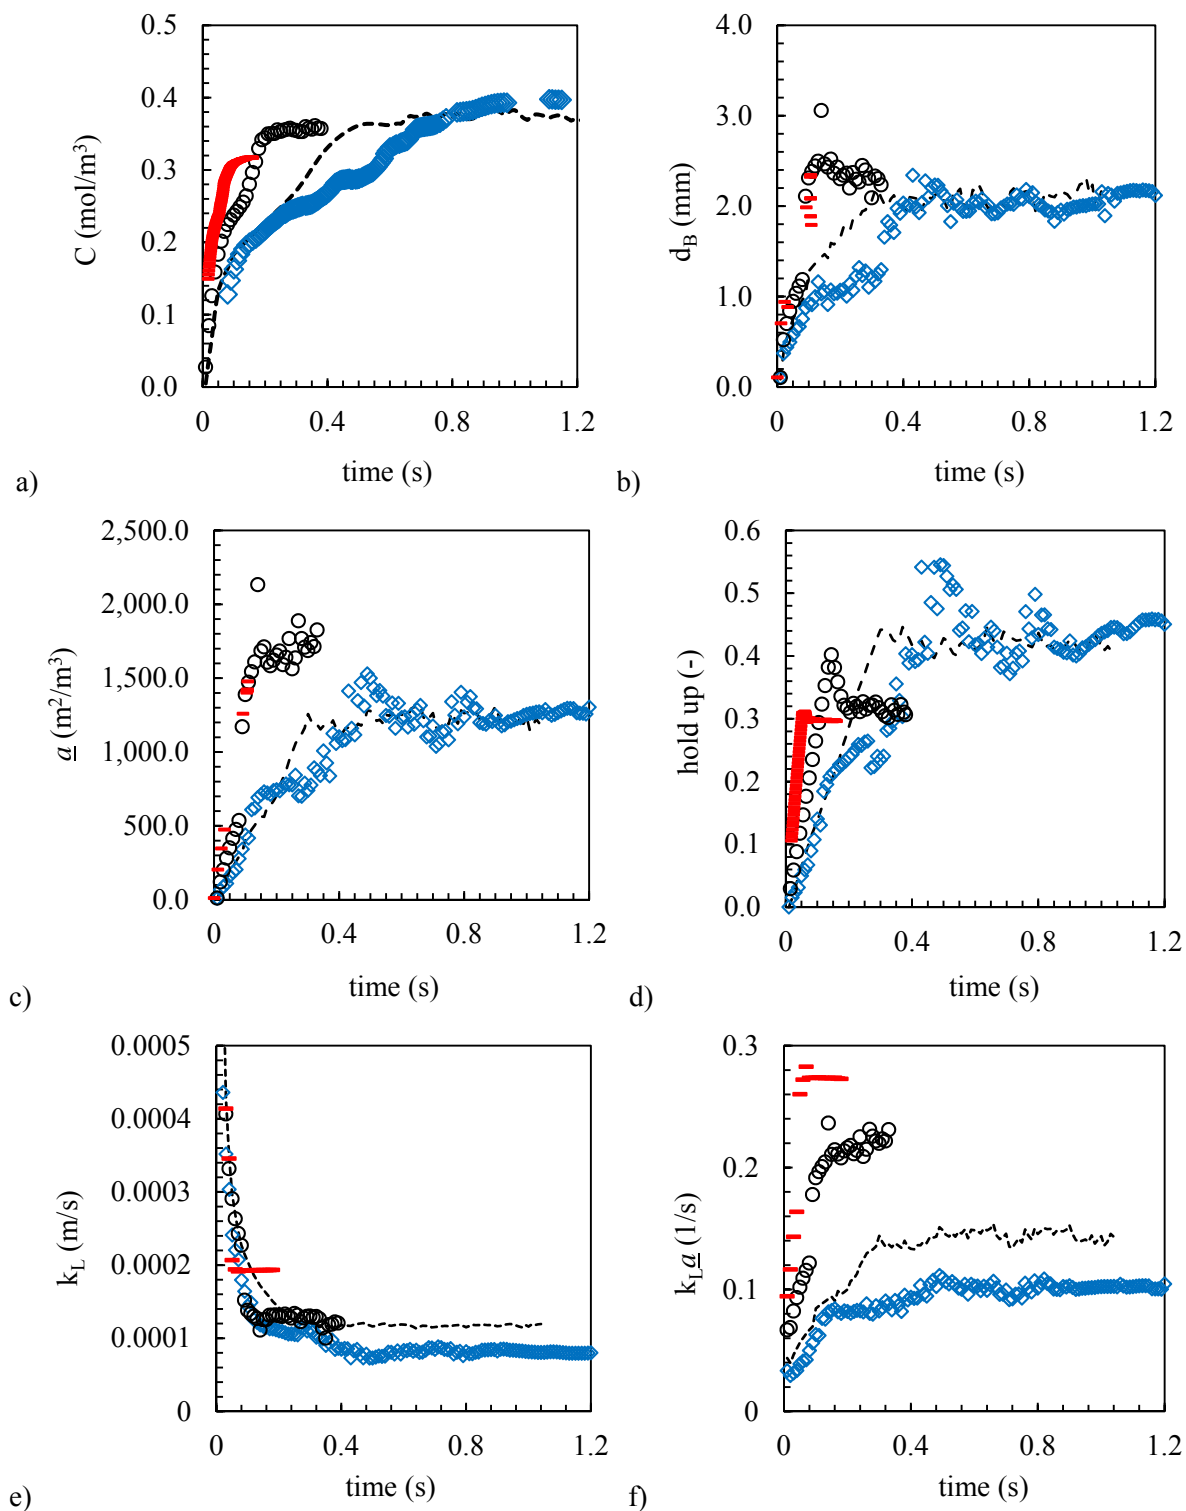 0.5
0.4
0.3
0.2
0.1
0.0
C (mol/m³)
0 0.4 0.8 1.2
time (s)
a)
4.0
3.0
2.0
1.0
0.0
d_B (mm)
0 0.4 0.8 1.2
time (s)
b)
2,500.0
2,000.0
1,500.0
1,000.0
500.0
0.0
a (m²/m³)
0 0.4 0.8 1.2
time (s)
c)
0.6
0.5
0.4
0.3
0.2
0.1
0.0
hold up (-)
0 0.4 0.8 1.2
time (s)
d)
0.0005
0.0004
0.0003
0.0002
0.0001
0
k_L (m/s)
0 0.4 0.8 1.2
time (s)
e)
0.3
0.2
0.1
0
k_La (1/s)
0 0.4 0.8 1.2
time (s)
f)